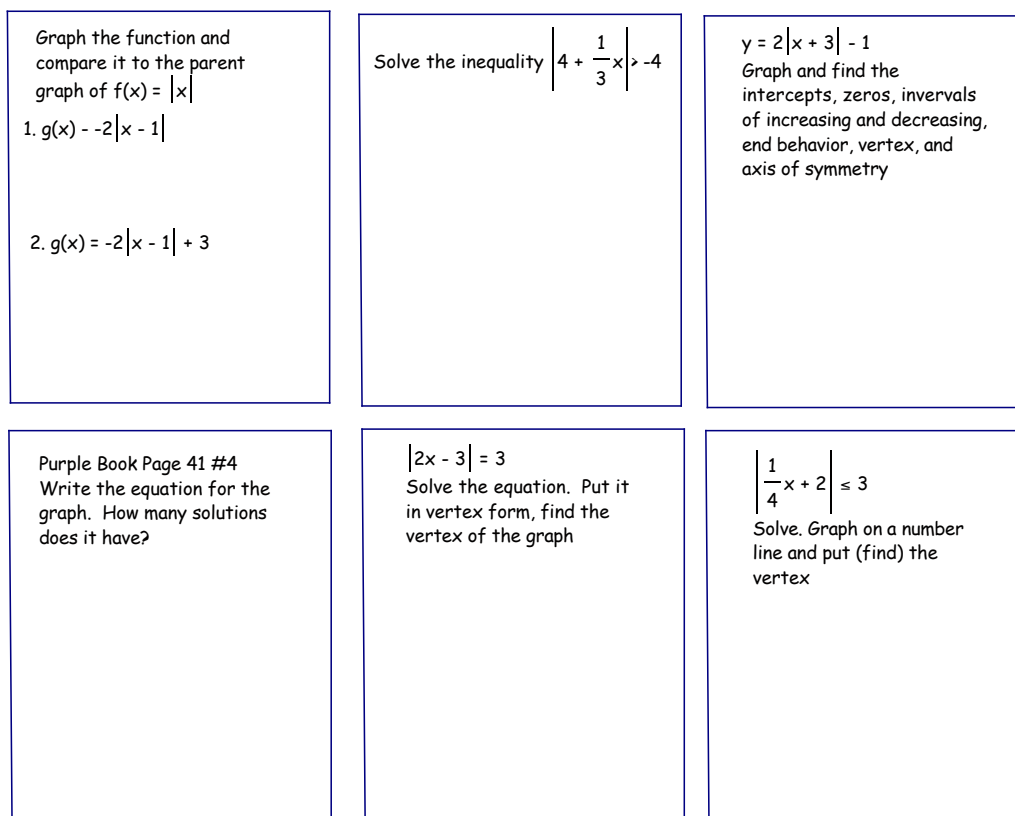 Graph the function and
compare it to the parent
graph of f(x) = |x|
1. g(x) - -2|x - 1|
2. g(x) = -2|x - 1| + 3
Solve the inequality |4 + 1/3 x| > -4
y = 2|x + 3| - 1
Graph and find the
intercepts, zeros, invervals
of increasing and decreasing,
end behavior, vertex, and
axis of symmetry
Purple Book Page 41 #4
Write the equation for the
graph. How many solutions
does it have?
|2x - 3| = 3
Solve the equation. Put it
in vertex form, find the
vertex of the graph
|1/4 x + 2| ≤ 3
Solve. Graph on a number
line and put (find) the
vertex